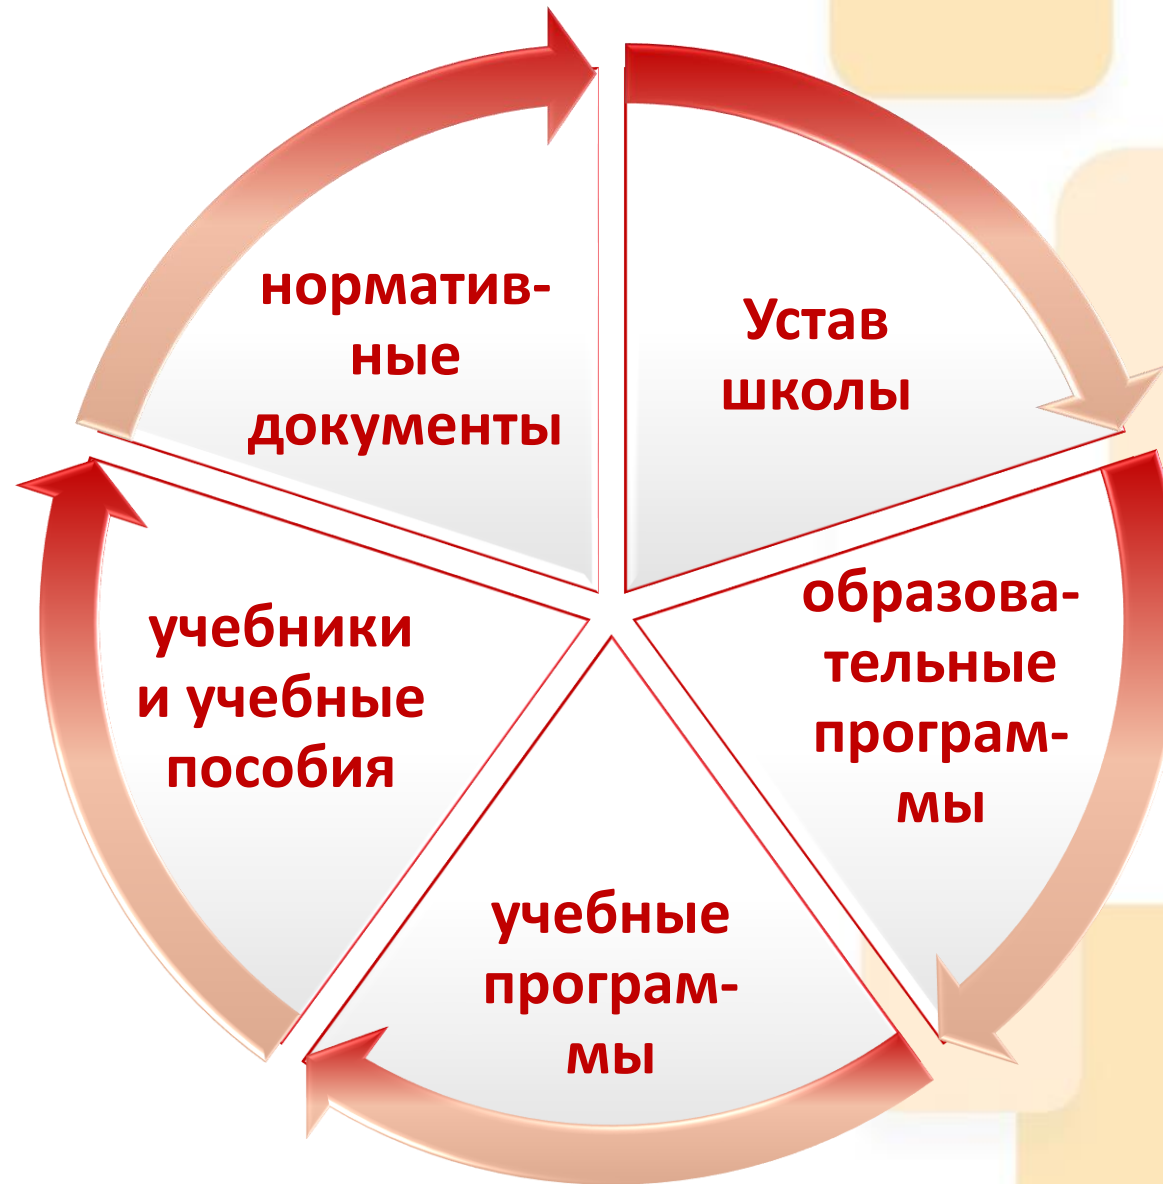 Устав
школы
образова-
тельные
програм-
мы
учебные
програм-
мы
учебники
и учебные
пособия
норматив-
ные
документы